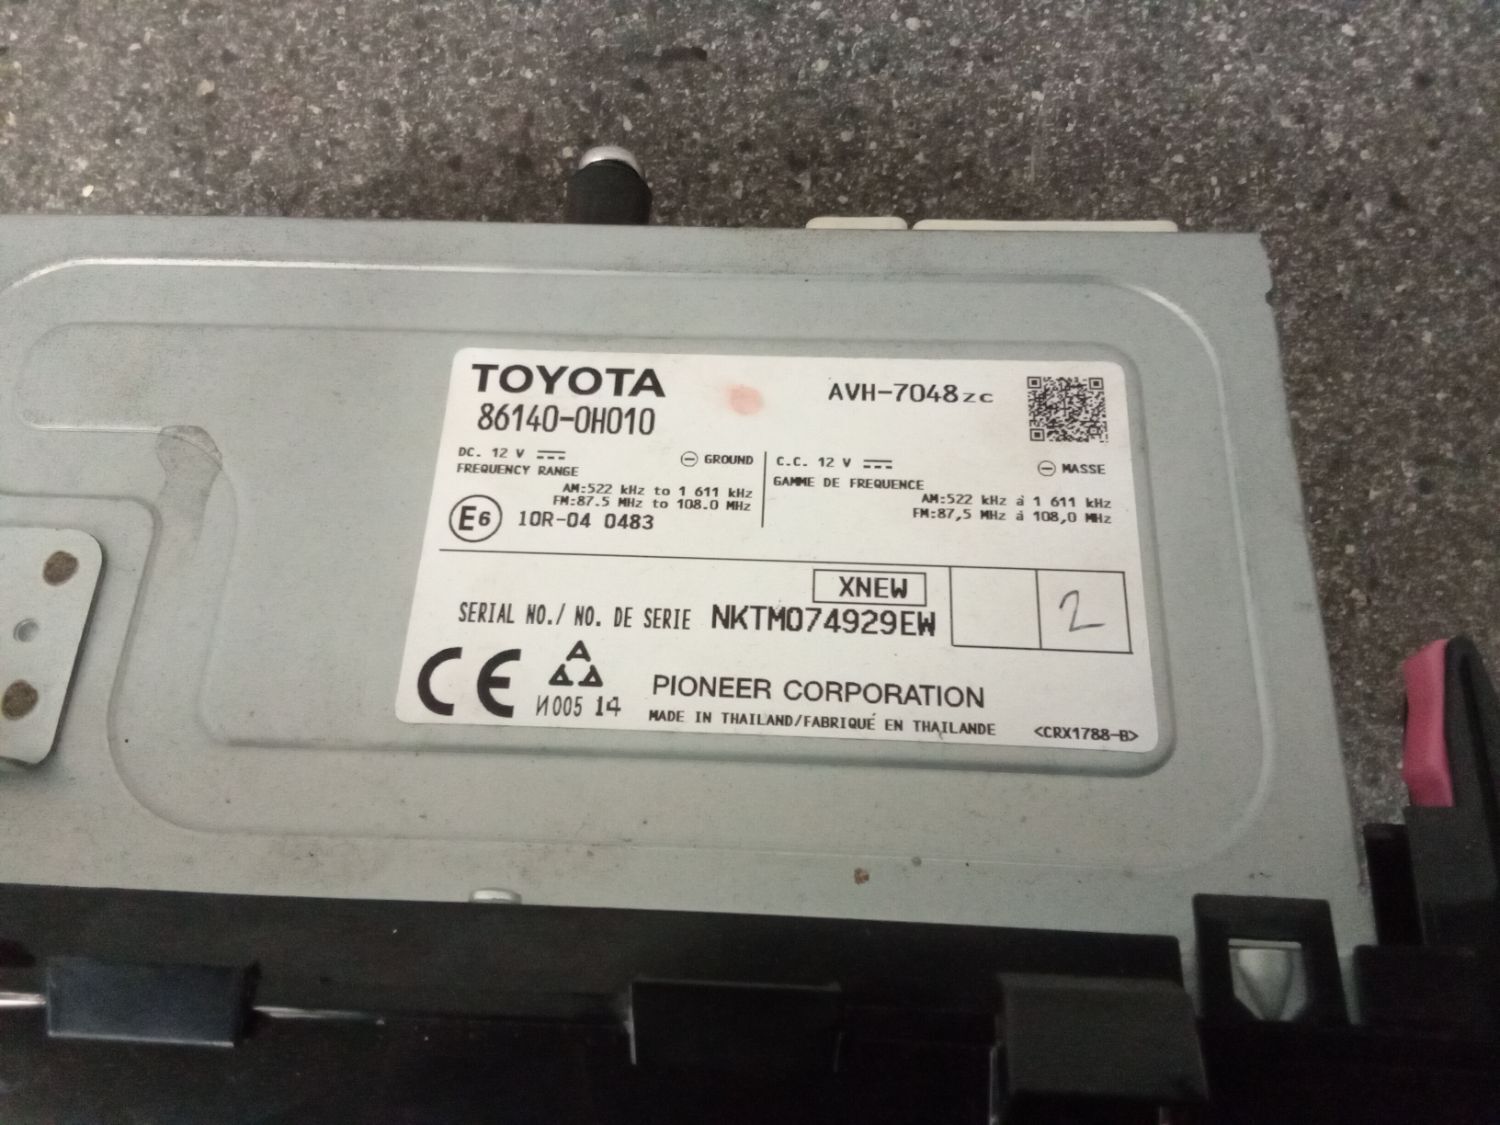 TOYOTA
86140-0H010
AVH-7048zc
DC. 12 V
GROUND
FREQUENCY RANGE
AM:522 kHz to 1 611 kHz
FM:87.5 MHz to 108.0 MHz
E6 10R-04 0483
C.C. 12 V
MASSE
GAMME DE FREQUENCE
AM:522 kHz à 1 611 kHz
FM:87,5 MHz à 108,0 MHz
XNEW
SERIAL NO./ NO. DE SERIE NKTM074929EW
2
CE
И005 14
PIONEER CORPORATION
MADE IN THAILAND/FABRIQUÉ EN THAILANDE
<CRX1788-B>